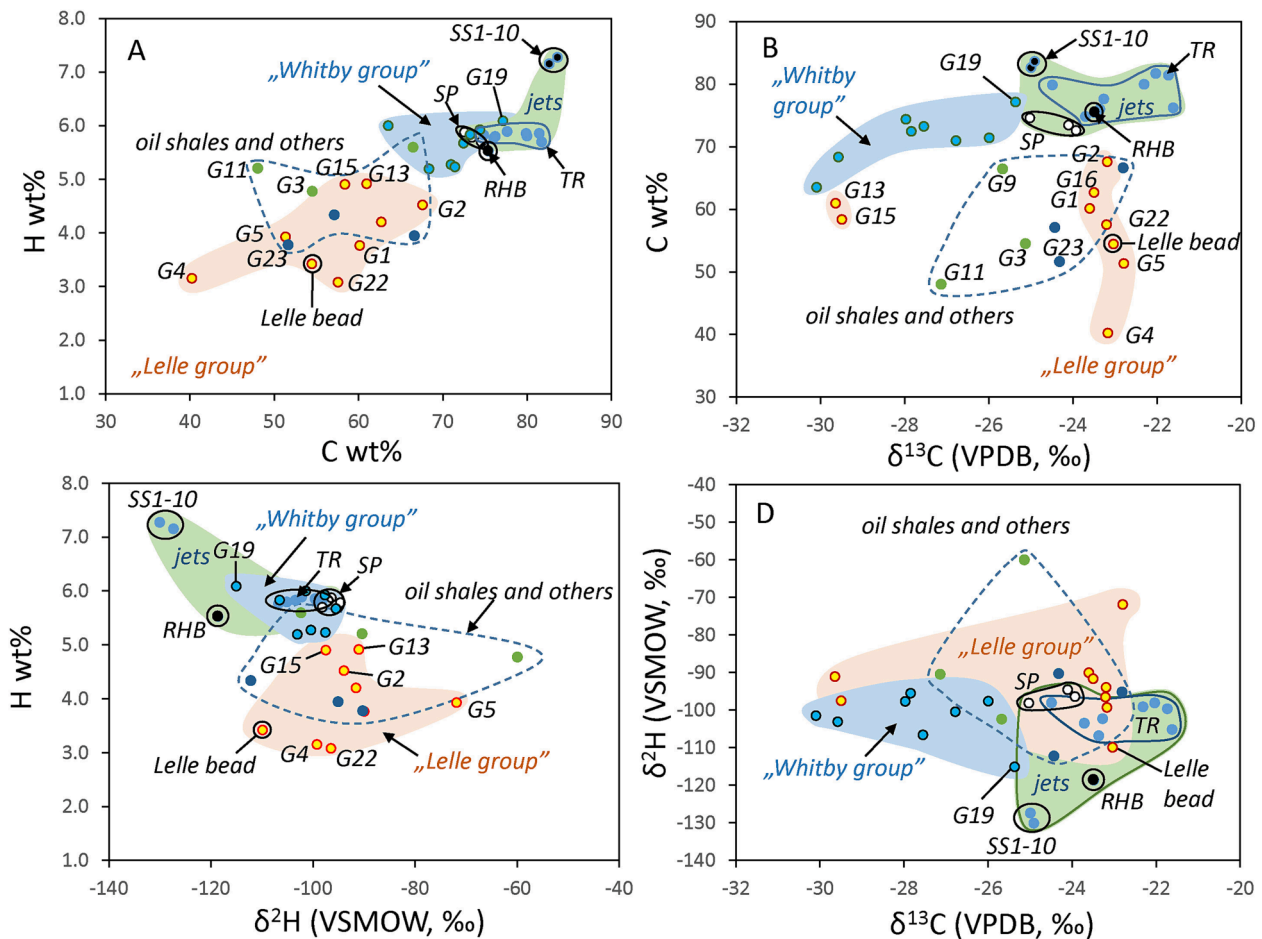 A
8.0
7.0
6.0
5.0
4.0
3.0
2.0
1.0
H wt%
30
40
50
60
70
80
90
C wt%
SS1-10
„Whitby group”
G19
SP
jets
oil shales and others
G11
G15
G13
G3
RHB
TR
G2
G5
G23
G1
G4
G22
Lelle bead
„Lelle group”
B
90
80
70
60
50
40
30
C wt%
-32
-30
-28
-26
-24
-22
-20
δ¹³C (VPDB, ‰)
SS1-10
TR
G19
„Whitby
group”
jets
SP
RHB
G2
G16
G9
G13
G1
G15
G22
G23
Lelle bead
G3
G5
G11
oil shales and others
G4
„Lelle group”
8.0
7.0
6.0
5.0
4.0
3.0
2.0
1.0
H wt%
-140
-120
-100
-80
-60
-40
δ²H (VSMOW, ‰)
SS1-10
„Whitby group”
jets
G19
TR
SP
oil shales and others
RHB
G15
G13
G2
G5
Lelle bead
G4
G22
„Lelle group”
D
-40
-50
-60
-70
-80
-90
-100
-110
-120
-130
-140
δ²H (VSMOW, ‰)
-32
-30
-28
-26
-24
-22
-20
δ¹³C (VPDB, ‰)
oil shales and others
„Lelle group”
SP
TR
„Whitby group”
Lelle
bead
jets
RHB
G19
SS1-10